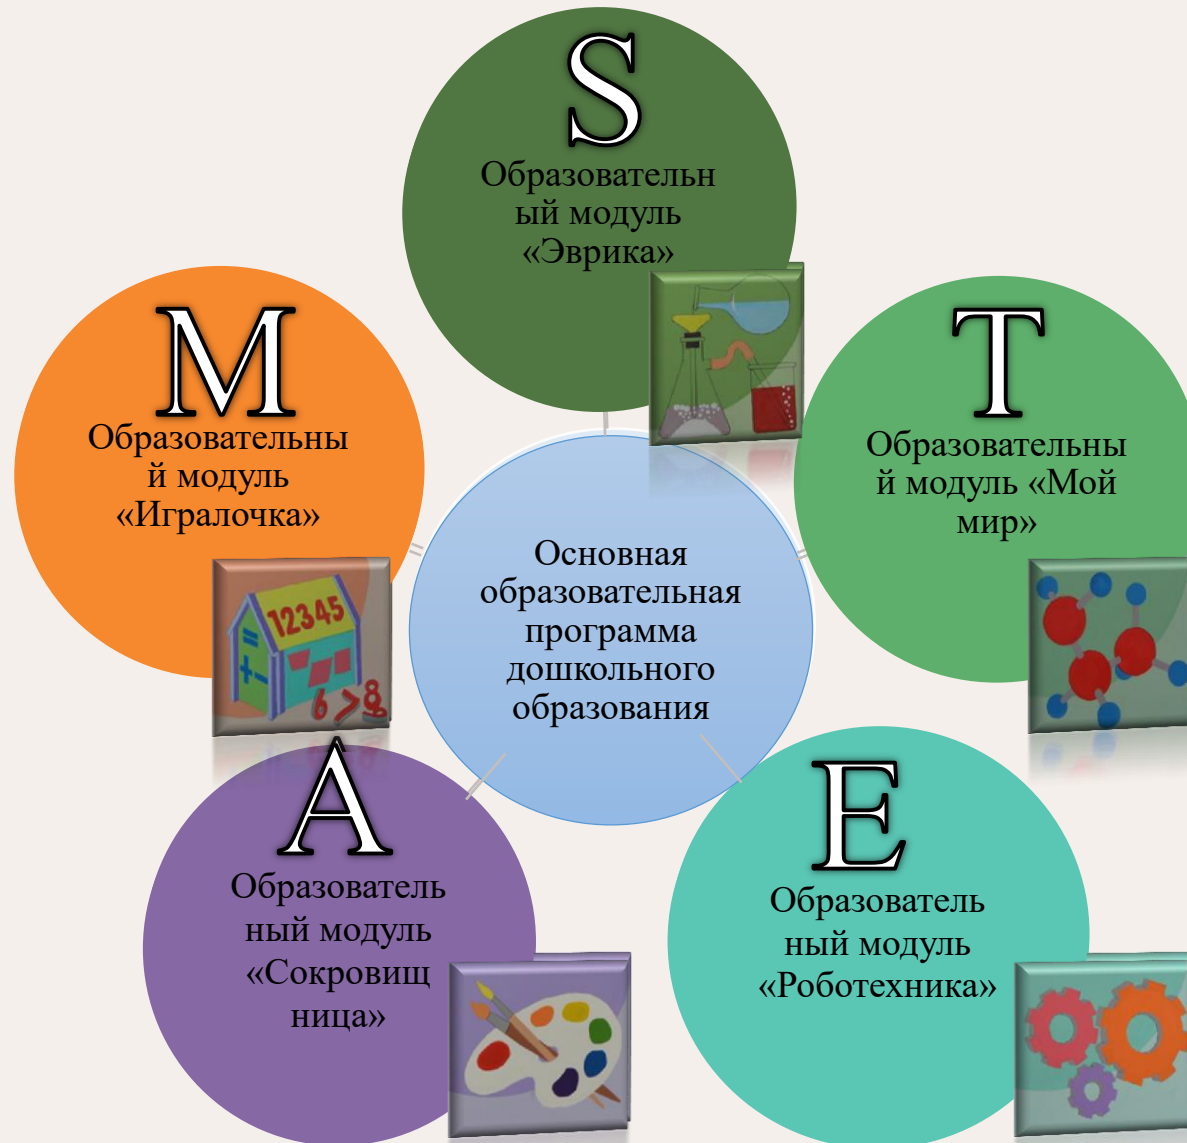 S
Образовательн
ый модуль
«Эврика»
T
Образовательны
й модуль «Мой
мир»
E
Образователь
ный модуль
«Роботехника»
A
Образователь
ный модуль
«Сокровищ
ница»
M
Образовательны
й модуль
«Игралочка»
12345
=
+-
6>8
Основная
образовательная
программа
дошкольного
образования